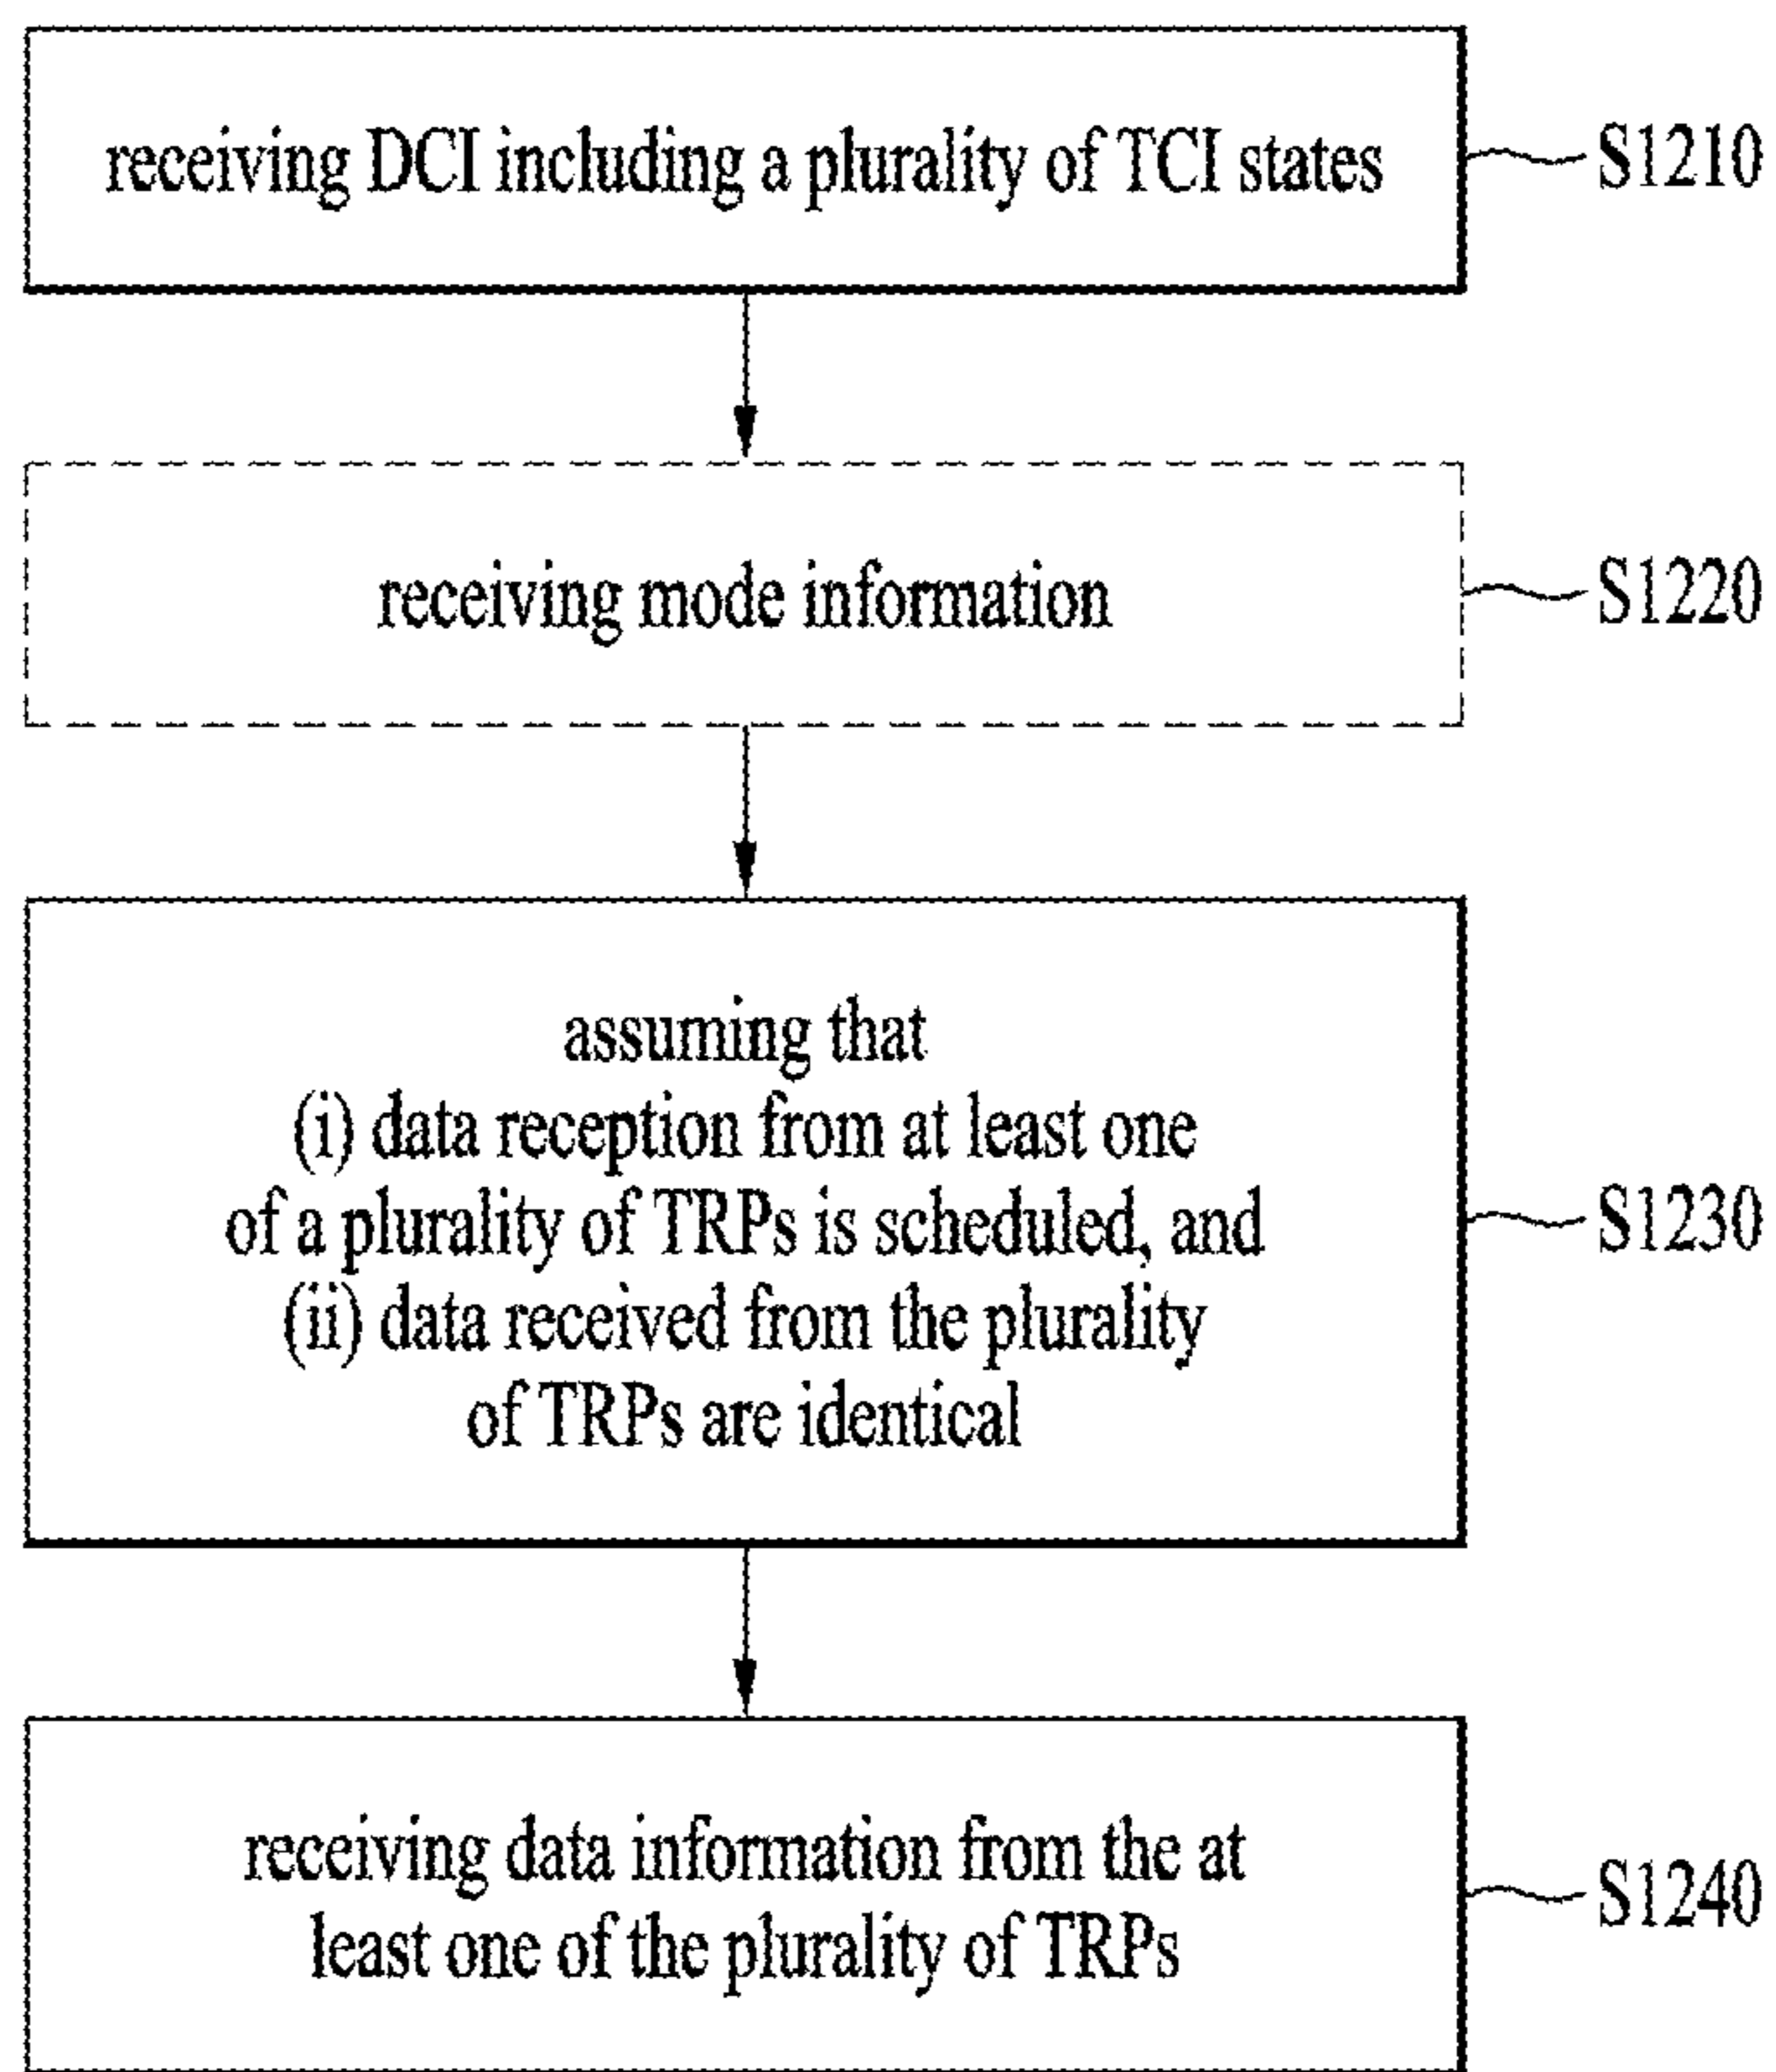 receiving DCI including a plurality of TCI states
S1210
receiving mode information
S1220
assuming that
(i) data reception from at least one
of a plurality of TRPs is scheduled, and
(ii) data received from the plurality
of TRPs are identical
S1230
receiving data information from the at
least one of the plurality of TRPs
S1240